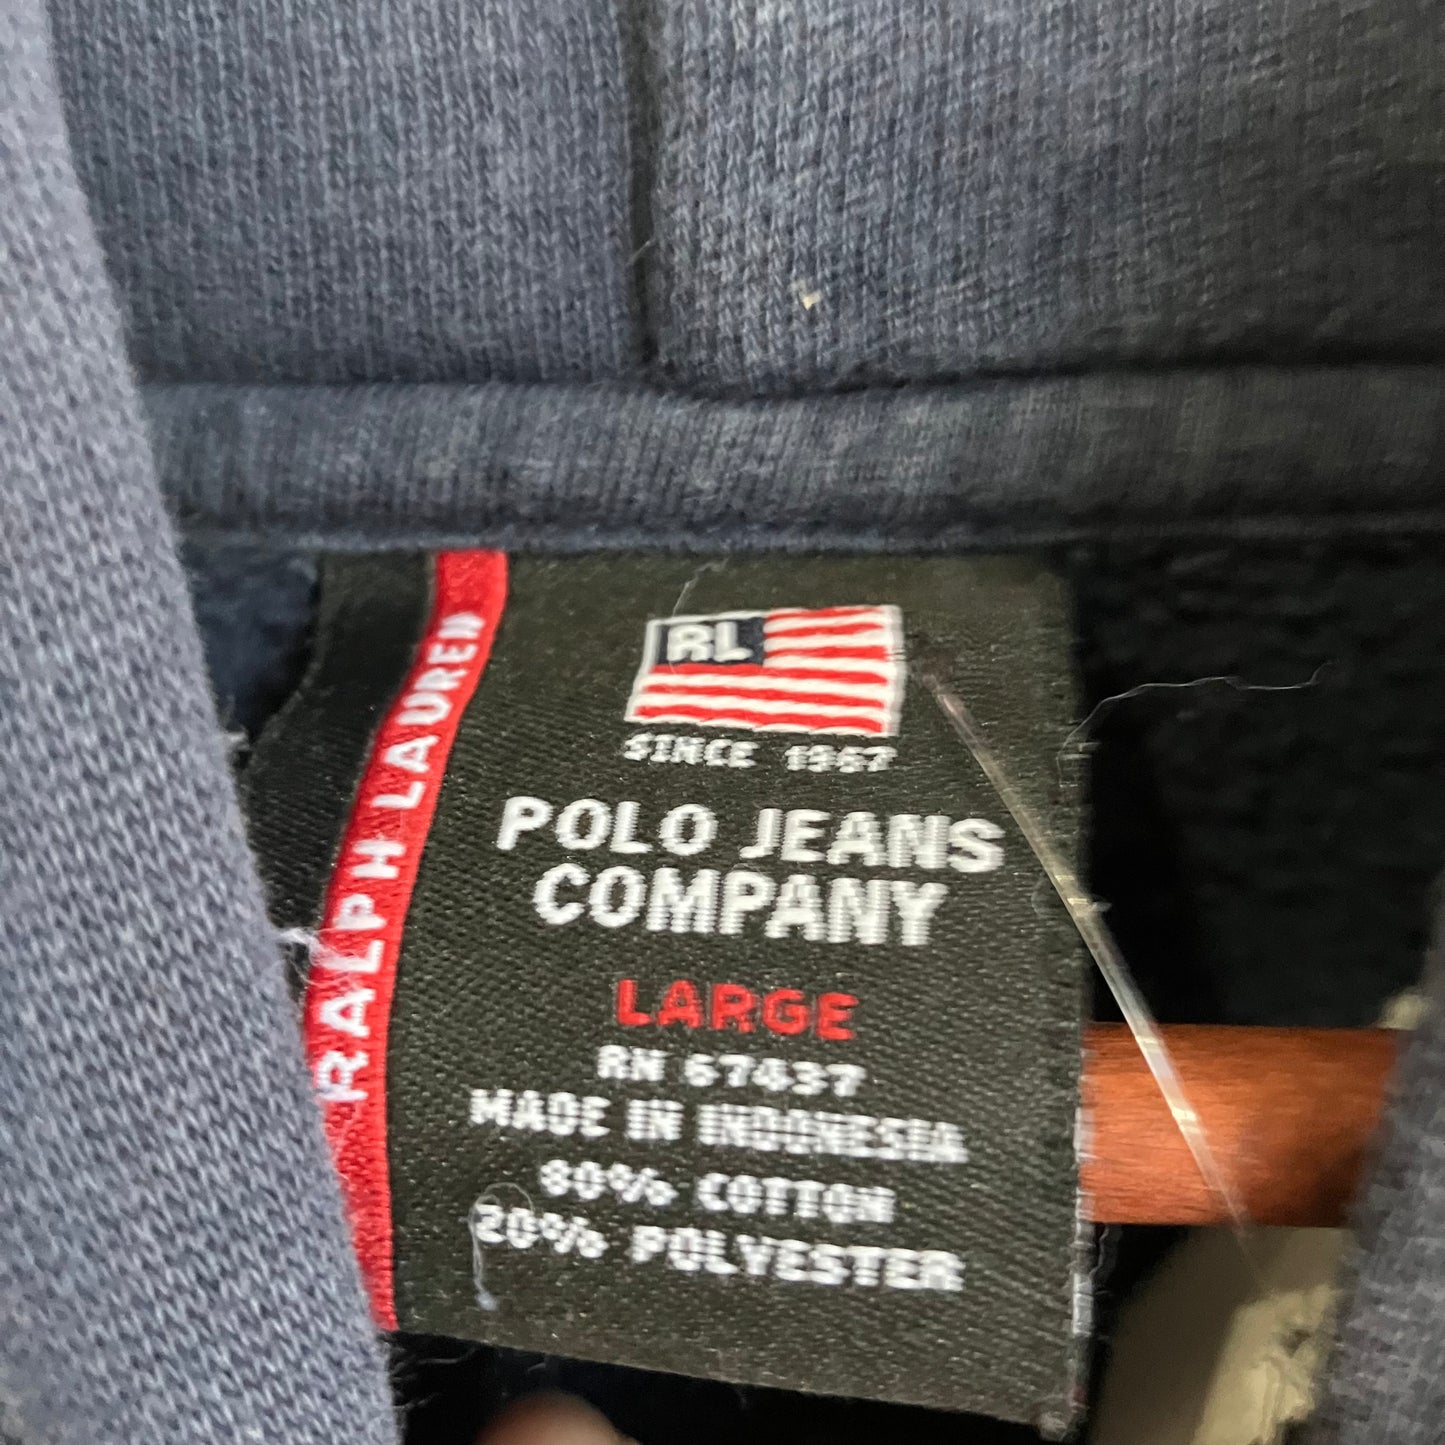 RALPH LAUREN
RL
SINCE 1967
POLO JEANS
COMPANY
LARGE
RN 67437
MADE IN INDONESIA
80% COTTON
20% POLYESTER